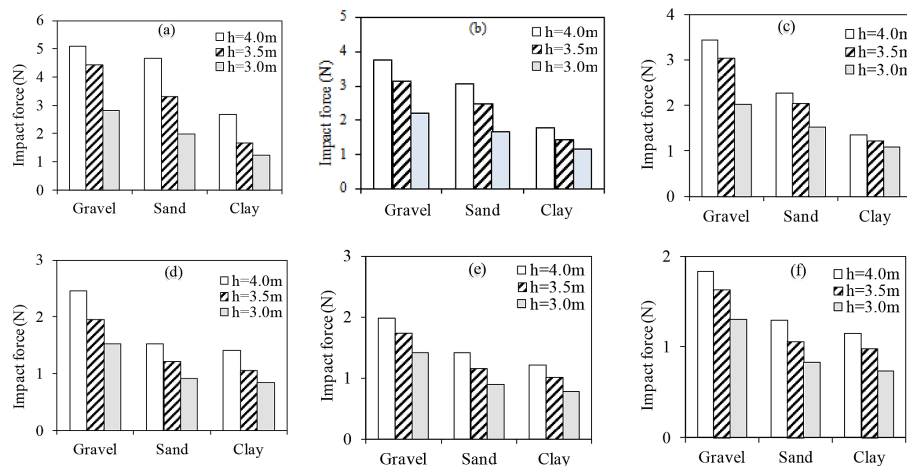 (a)
h=4.0m
h=3.5m
h=3.0m
Impact force (N)
6
5
4
3
2
1
0
Gravel Sand Clay
(b)
h=4.0m
h=3.5m
h=3.0m
Impact force (N)
5
4
3
2
1
0
Gravel Sand Clay
(c)
h=4.0m
h=3.5m
h=3.0m
Impact force (N)
4
3
2
1
0
Gravel Sand Clay
(d)
h=4.0m
h=3.5m
h=3.0m
Impact force (N)
3
2
1
0
Gravel Sand Clay
(e)
h=4.0m
h=3.5m
h=3.0m
Impact force (N)
3
2
1
0
Gravel Sand Clay
(f)
h=4.0m
h=3.5m
h=3.0m
Impact force (N)
2
1
0
Gravel Sand Clay